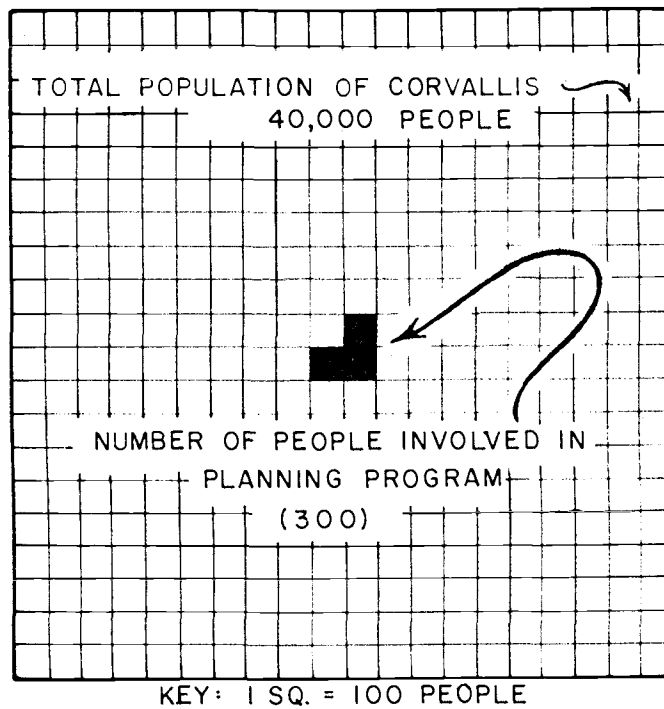 TOTAL POPULATION OF CORVALLIS
40,000 PEOPLE
NUMBER OF PEOPLE INVOLVED IN
PLANNING PROGRAM
(300)
KEY: 1 SQ. = 100 PEOPLE